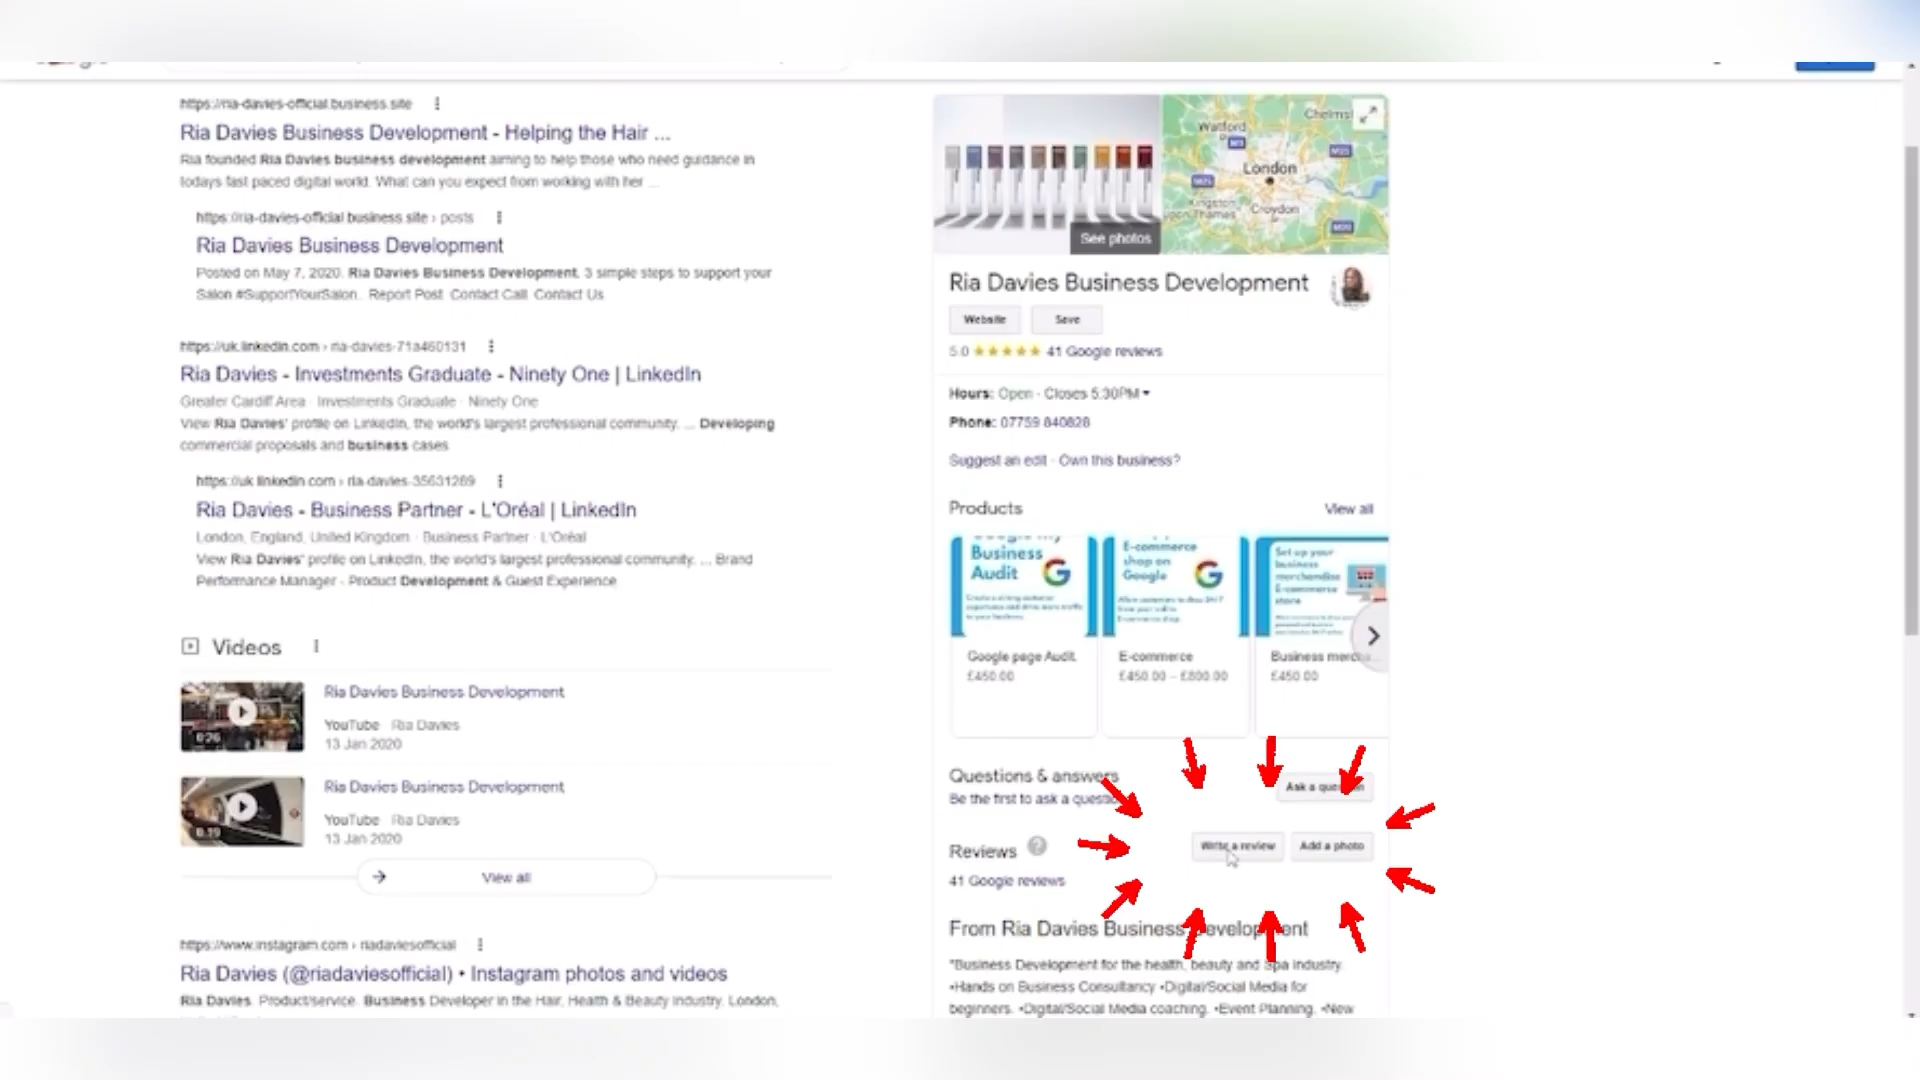 https://ria-davies-official.business.site
Ria Davies Business Development - Helping the Hair ...
Ria founded Ria Davies business development aiming to help those who need guidance in
todays fast paced digital world. What can you expect from working with her ...
https://ria-davies-official.business.site › posts
Ria Davies Business Development
Posted on May 7, 2020. Ria Davies Business Development, 3 simple steps to support your
Salon #SupportYourSalon. Report Post. Contact Call. Contact Us
https://uk.linkedin.com › ria-davies-71a460131
Ria Davies - Investments Graduate - Ninety One | LinkedIn
Greater Cardiff Area · Investments Graduate · Ninety One
View Ria Davies' profile on LinkedIn, the world's largest professional community. ... Developing
commercial proposals and business cases
https://uk.linkedin.com › ria-davies-35631289
Ria Davies - Business Partner - L'Oréal | LinkedIn
London, England, United Kingdom · Business Partner · L'Oréal
View Ria Davies' profile on LinkedIn, the world's largest professional community. ... Brand
Performance Manager - Product Development & Guest Experience
Videos
Ria Davies Business Development
YouTube · Ria Davies
13 Jan 2020
Ria Davies Business Development
YouTube · Ria Davies
13 Jan 2020
View all
https://www.instagram.com › riadaviesofficial
Ria Davies (@riadaviesofficial) • Instagram photos and videos
Ria Davies. Product/service. Business Developer in the Hair, Health & Beauty Industry. London,
See photos
Watford
London
Kingston upon Thames
Croydon
Ria Davies Business Development
Website
Save
5.0 ★★★★★ 41 Google reviews
Hours: Open · Closes 5:30PM
Phone: 07759 840828
Suggest an edit · Own this business?
Products
View all
Business
Audit
E-commerce
shop on
Google
Set up your
business
merchandise
E-commerce
store
Google page Audit.
£450.00
E-commerce
£450.00 – £800.00
Business merc...
£450.00
Questions & answers
Be the first to ask a question
Ask a question
Reviews
Write a review
Add a photo
41 Google reviews
From Ria Davies Business Development
"Business Development for the health, beauty and Spa Industry.
•Hands on Business Consultancy •Digital/Social Media for
beginners. •Digital/Social Media coaching. •Event Planning. •New